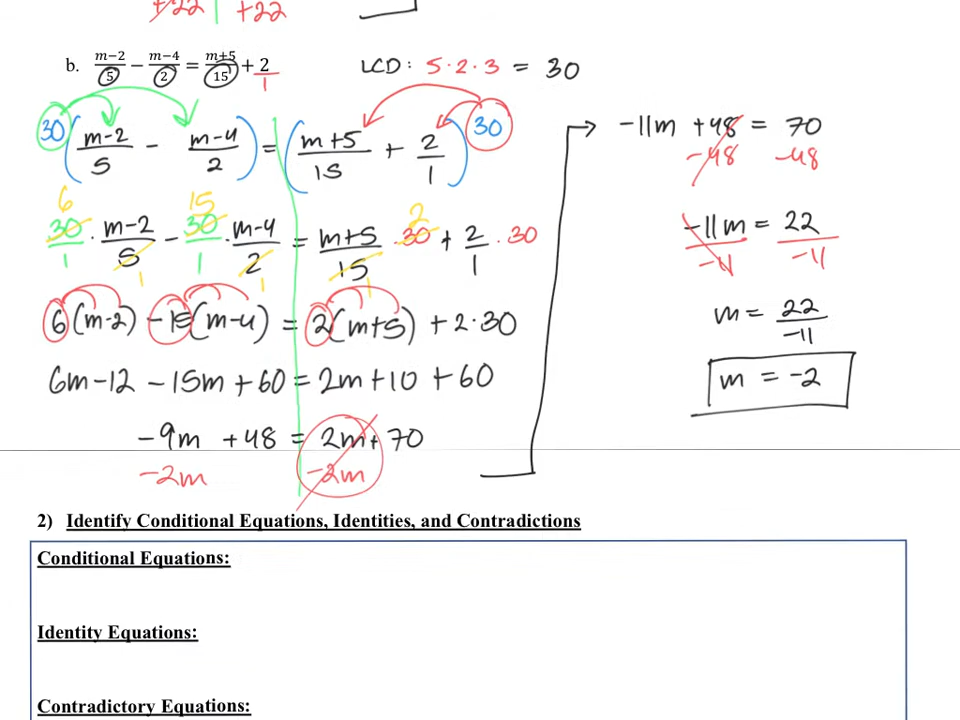 +22 | +22
b. (m−2)/5 − (m−4)/2 = (m+5)/15 + 2/1 LCD: 5·2·3 = 30
30 ( (m-2)/5 - (m-4)/2 ) = ( (m+5)/15 + 2/1 ) 30
6 15 2
30/1 · (m-2)/5 - 30/1 · (m-4)/2 = (m+5)/15 · 30 + 2/1 · 30
1 1 1
6(m-2) -15(m-4) = 2(m+5) + 2·30
6m-12 -15m+60 = 2m+10 +60
-9m +48 = 2m+70
-2m -2m
-11m +48 = 70
-48 -48
-11m/-11 = 22/-11
m = 22/-11
m = -2
2) Identify Conditional Equations, Identities, and Contradictions
Conditional Equations:
Identity Equations:
Contradictory Equations: